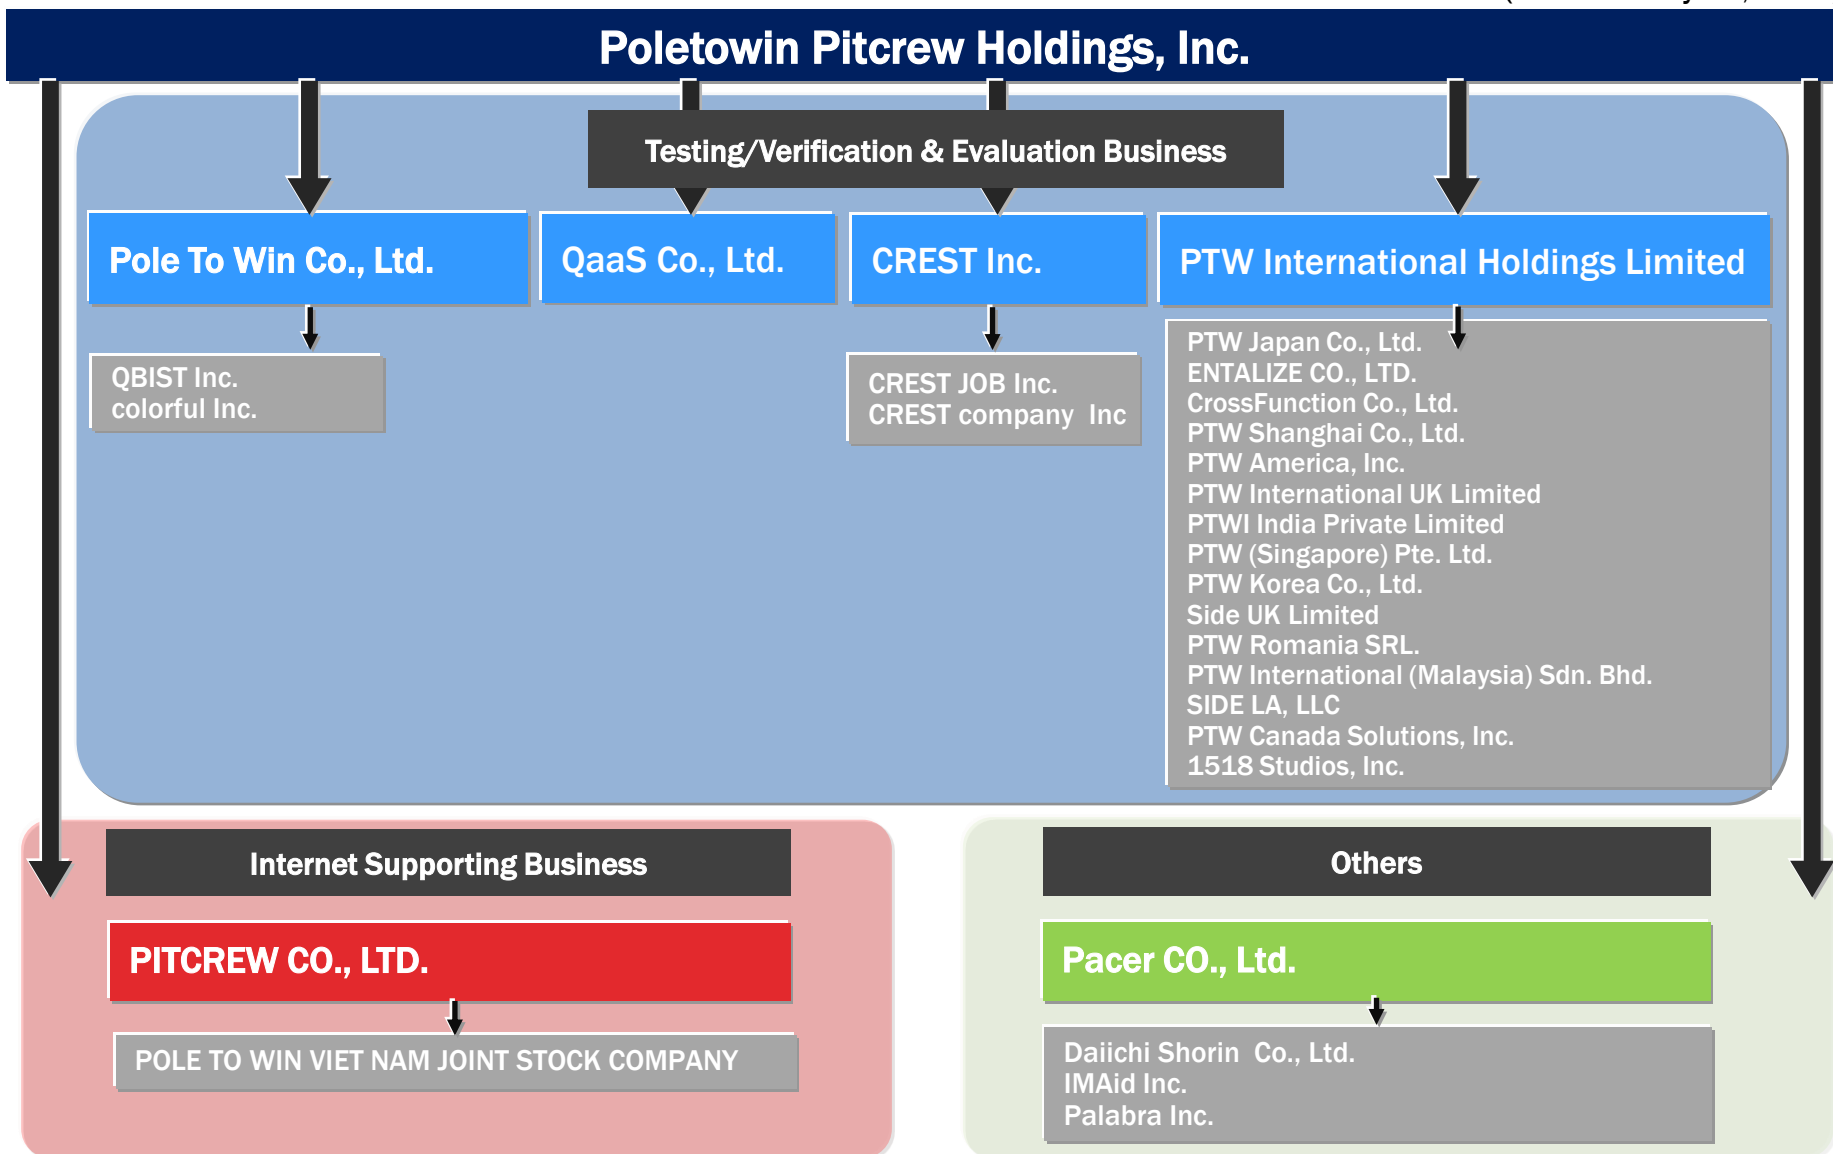 Poletowin Pitcrew Holdings, Inc.
Testing/Verification & Evaluation Business
Pole To Win Co., Ltd.
QaaS Co., Ltd.
CREST Inc.
PTW International Holdings Limited
QBIST Inc.
colorful Inc.
CREST JOB Inc.
CREST company Inc
PTW Japan Co., Ltd.
ENTALIZE CO., LTD.
CrossFunction Co., Ltd.
PTW Shanghai Co., Ltd.
PTW America, Inc.
PTW International UK Limited
PTWI India Private Limited
PTW (Singapore) Pte. Ltd.
PTW Korea Co., Ltd.
Side UK Limited
PTW Romania SRL.
PTW International (Malaysia) Sdn. Bhd.
SIDE LA, LLC
PTW Canada Solutions, Inc.
1518 Studios, Inc.
Internet Supporting Business
PITCREW CO., LTD.
POLE TO WIN VIET NAM JOINT STOCK COMPANY
Others
Pacer CO., Ltd.
Daiichi Shorin Co., Ltd.
IMAid Inc.
Palabra Inc.